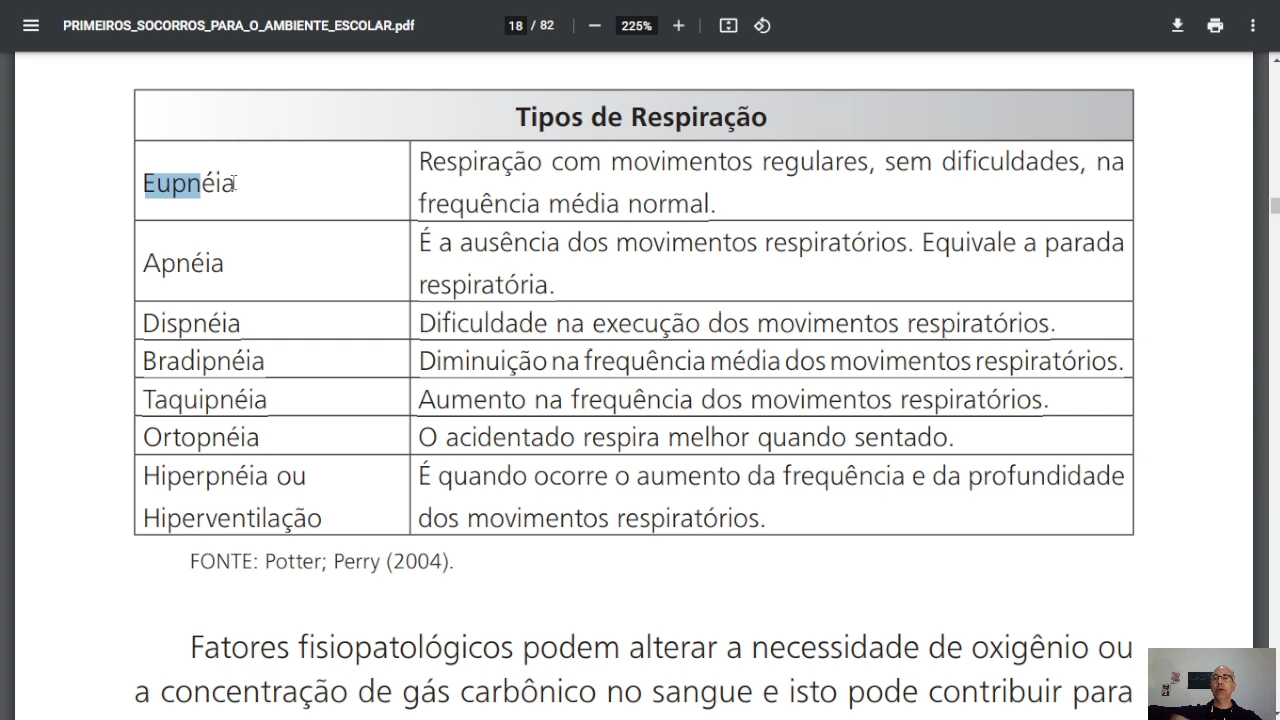 PRIMEIROS_SOCORROS_PARA_O_AMBIENTE_ESCOLAR.pdf
18 / 82
225%
Tipos de Respiração
Eupnéia
Respiração com movimentos regulares, sem dificuldades, na
frequência média normal.
Apnéia
É a ausência dos movimentos respiratórios. Equivale a parada
respiratória.
Dispnéia
Dificuldade na execução dos movimentos respiratórios.
Bradipnéia
Diminuição na frequência média dos movimentos respiratórios.
Taquipnéia
Aumento na frequência dos movimentos respiratórios.
Ortopnéia
O acidentado respira melhor quando sentado.
Hiperpnéia ou
Hiperventilação
É quando ocorre o aumento da frequência e da profundidade
dos movimentos respiratórios.
FONTE: Potter; Perry (2004).
Fatores fisiopatológicos podem alterar a necessidade de oxigênio ou
a concentração de gás carbônico no sangue e isto pode contribuir para